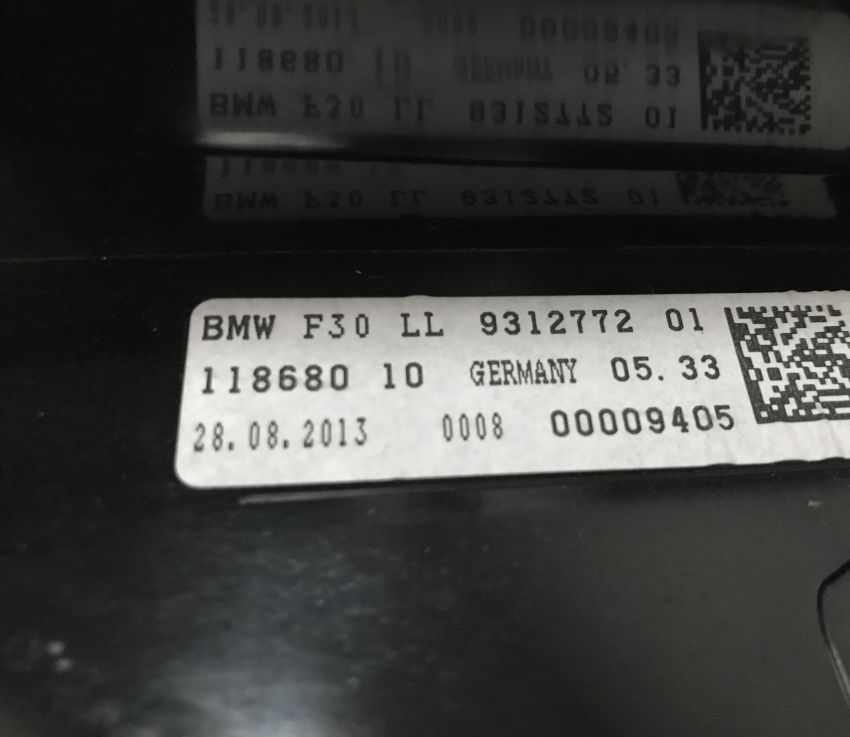 BMW F30 LL 9312772 01
118680 10 GERMANY 05.33
28.08.2013 0008 00009405